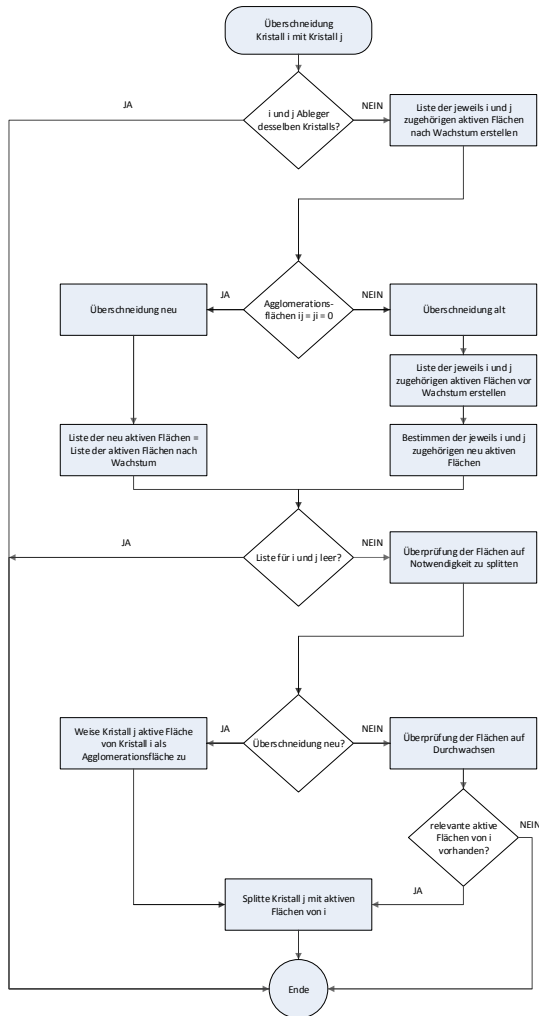 Überschneidung
Kristall i mit Kristall j
JA
i und j Ableger
desselben Kristalls?
NEIN
Liste der jeweils i und j
zugehörigen aktiven Flächen
nach Wachstum erstellen
Überschneidung neu
JA
Agglomerations-
flächen ij = ji = 0
NEIN
Überschneidung alt
Liste der jeweils i und j
zugehörigen aktiven Flächen vor
Wachstum erstellen
Liste der neu aktiven Flächen =
Liste der aktiven Flächen nach
Wachstum
Bestimmen der jeweils i und j
zugehörigen neu aktiven
Flächen
JA
Liste für i und j leer?
NEIN
Überprüfung der Flächen auf
Notwendigkeit zu splitten
Weise Kristall j aktive Fläche
von Kristall i als
Agglomerationsfläche zu
JA
Überschneidung neu?
NEIN
Überprüfung der Flächen auf
Durchwachsen
relevante aktive
Flächen von i
vorhanden?
NEIN
JA
Splitte Kristall j mit aktiven
Flächen von i
Ende